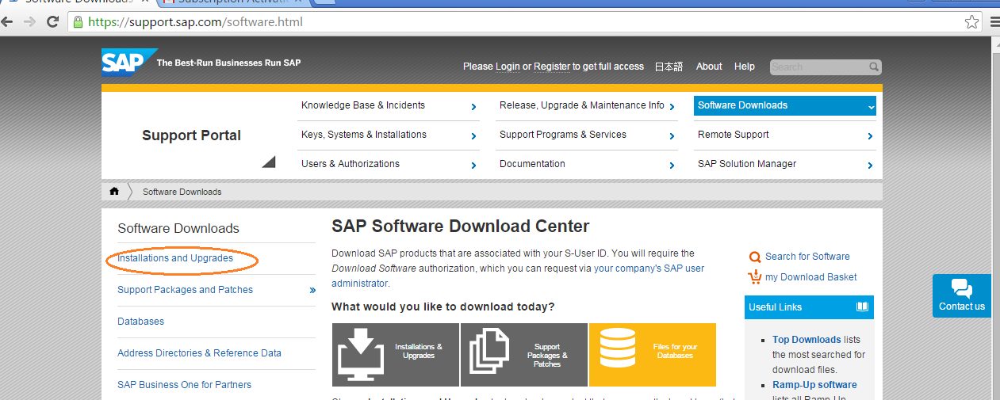 Software Downloads
Subscription Activati
https://support.sap.com/software.html
SAP The Best-Run Businesses Run SAP
Please Login or Register to get full access 日本語 About Help Search
Support Portal
Knowledge Base & Incidents
Release, Upgrade & Maintenance Info
Software Downloads
Keys, Systems & Installations
Support Programs & Services
Remote Support
Users & Authorizations
Documentation
SAP Solution Manager
Software Downloads
Software Downloads
Installations and Upgrades
Support Packages and Patches »
Databases
Address Directories & Reference Data
SAP Business One for Partners
SAP Software Download Center
Download SAP products that are associated with your S-User ID. You will require the
Download Software authorization, which you can request via your company's SAP user
administrator.
What would you like to download today?
Installations &
Upgrades
Support
Packages &
Patches
Files for your
Databases
Search for Software
my Download Basket
Useful Links
Top Downloads lists
the most searched for
download files.
Ramp-Up software
lists all Ramp-Up
Contact us